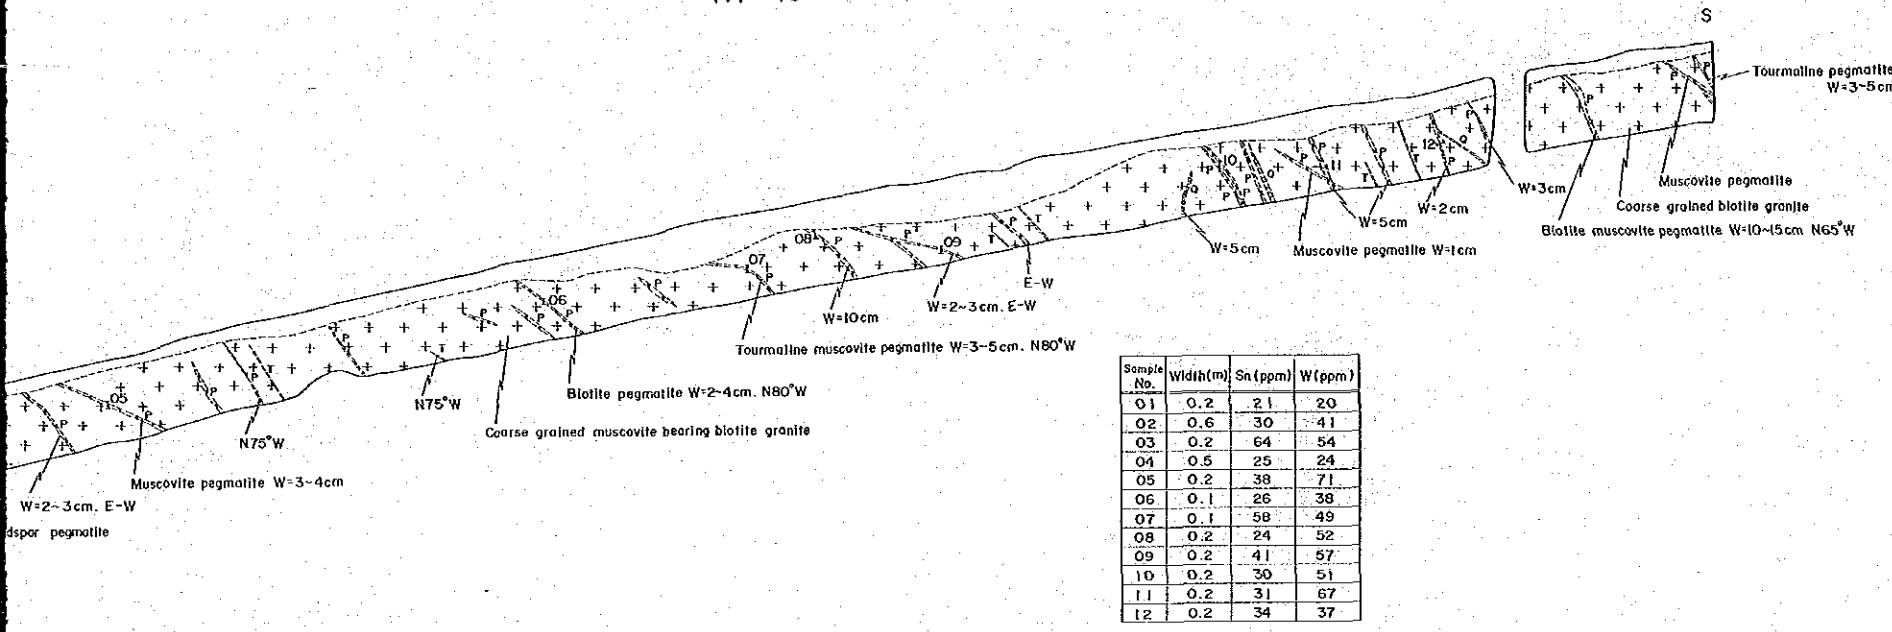 S
Tourmaline pegmatite
W=3~5cm
W=3cm
Muscovite pegmatite
Coarse grained biotite granite
Biotite muscovite pegmatite W=10~15cm N65°W
W=2cm
W=5cm
Muscovite pegmatite W=1cm
W=5cm
E-W
W=2~3cm. E-W
W=10cm
Tourmaline muscovite pegmatite W=3~5cm. N80°W
Biotite pegmatite W=2~4cm. N80°W
N75°W
Coarse grained muscovite bearing biotite granite
N75°W
Muscovite pegmatite W=3~4cm
W=2~3cm. E-W
dspar pegmatite
05
06
07
08
09
10
11
12
Sample No. Width(m) Sn(ppm) W(ppm)
01 0.2 21 20
02 0.6 30 41
03 0.2 64 54
04 0.5 25 24
05 0.2 38 71
06 0.1 26 38
07 0.1 58 49
08 0.2 24 52
09 0.2 41 57
10 0.2 30 51
11 0.2 31 67
12 0.2 34 37